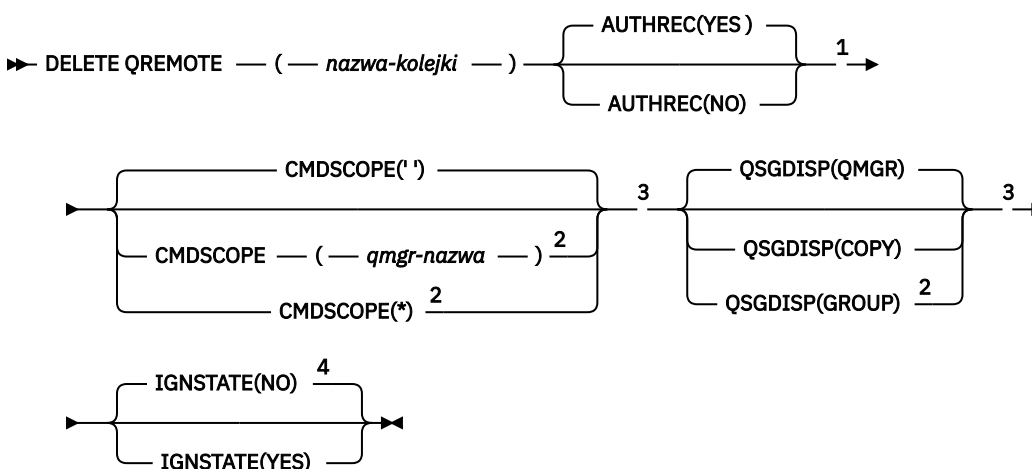 AUTHREC(YES )
DELETE QREMOTE ( nazwa-kolejki ) 1
AUTHREC(NO)
CMDSCOPE(' ') QSGDISP(QMGR)
3 3
CMDSCOPE ( qmgr-nazwa ) 2 QSGDISP(COPY)
CMDSCOPE(*) 2 QSGDISP(GROUP) 2
IGNSTATE(NO) 4
IGNSTATE(YES)